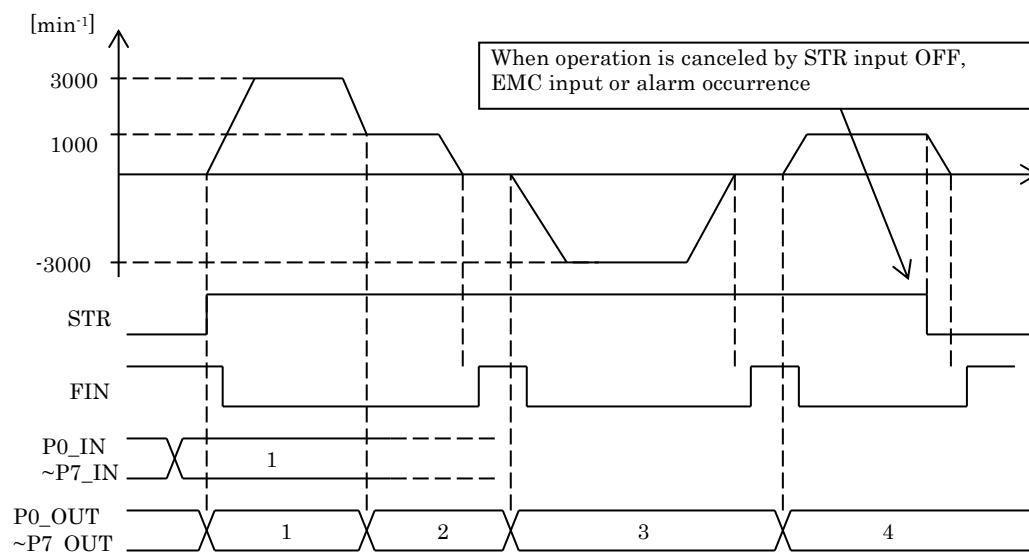 [min-1]
When operation is canceled by STR input OFF,
EMC input or alarm occurrence
3000
1000
-3000
STR
FIN
P0_IN
~P7_IN
1
P0_OUT
~P7_OUT
1
2
3
4